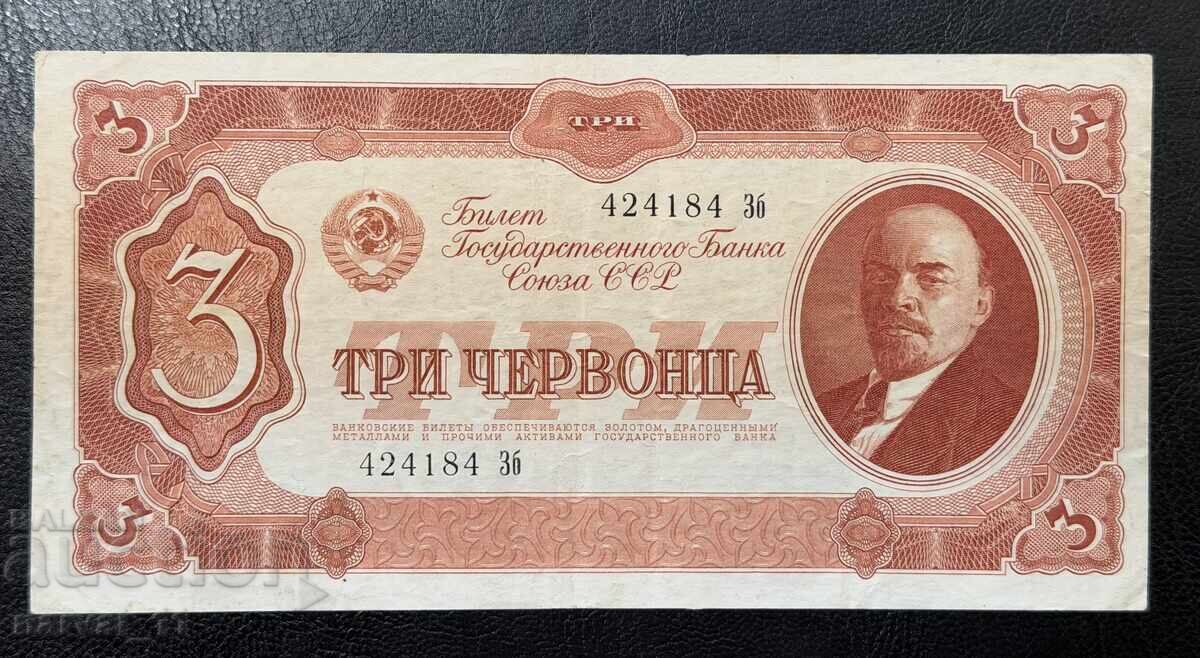 3 ТРИ 3
Билет 424184 Зб
Государственного Банка
Союза ССР
3
ТРИ
ТРИ ЧЕРВОНЦА
БАНКОВСКИЕ БИЛЕТЫ ОБЕСПЕЧИВАЮТСЯ ЗОЛОТОМ, ДРАГОЦЕННЫМИ
МЕТАЛЛАМИ И ПРОЧИМИ АКТИВАМИ ГОСУДАРСТВЕННОГО БАНКА
424184 Зб
3 3
auction